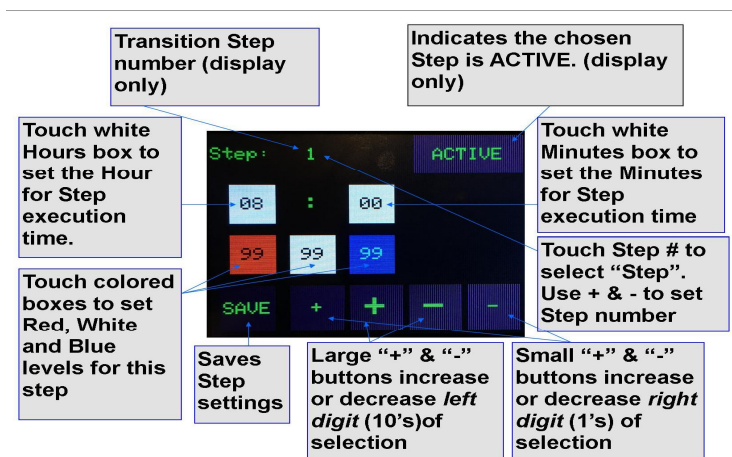 Transition Step
number (display
only)
Indicates the chosen
Step is ACTIVE. (display
only)
Touch white
Hours box to
set the Hour
for Step
execution
time.
Step: 1 ACTIVE
08 : 00
99 99 99
SAVE + + - -
Touch white
Minutes box to
set the Minutes
for Step
execution time
Touch Step # to
select “Step”.
Use + & - to set
Step number
Touch colored
boxes to set
Red, White
and Blue
levels for this
step
Saves
Step
settings
Large “+” & “-”
buttons increase
or decrease left
digit (10’s)of
selection
Small “+” & “-”
buttons increase
or decrease right
digit (1’s) of
selection